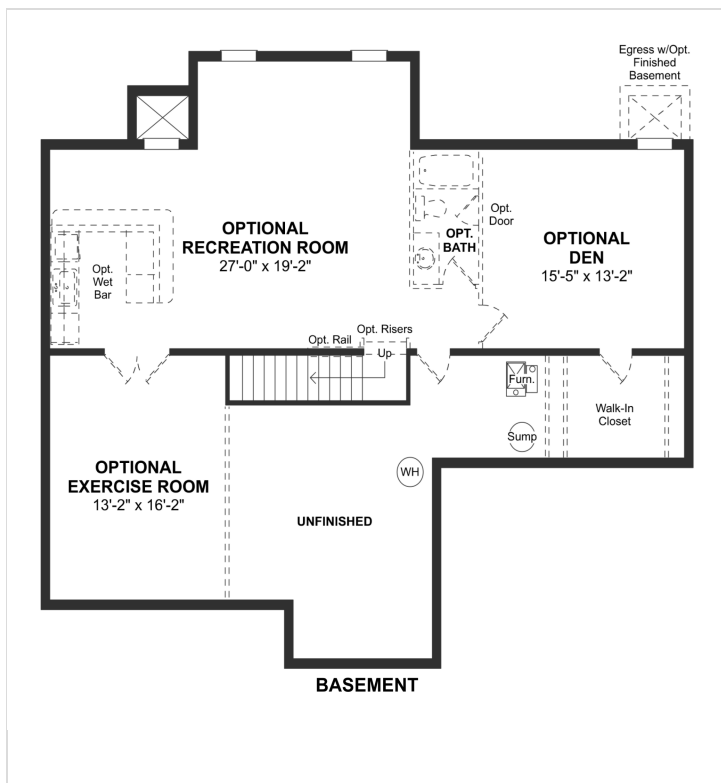 Egress w/Opt.
Finished
Basement
OPTIONAL
RECREATION ROOM
27'-0" x 19'-2"
Opt.
Wet
Bar
OPT.
BATH
Opt.
Door
OPTIONAL
DEN
15'-5" x 13'-2"
Opt. Rail
Opt. Risers
Up
Furn.
Walk-In
Closet
Sump
WH
OPTIONAL
EXERCISE ROOM
13'-2" x 16'-2"
UNFINISHED
BASEMENT